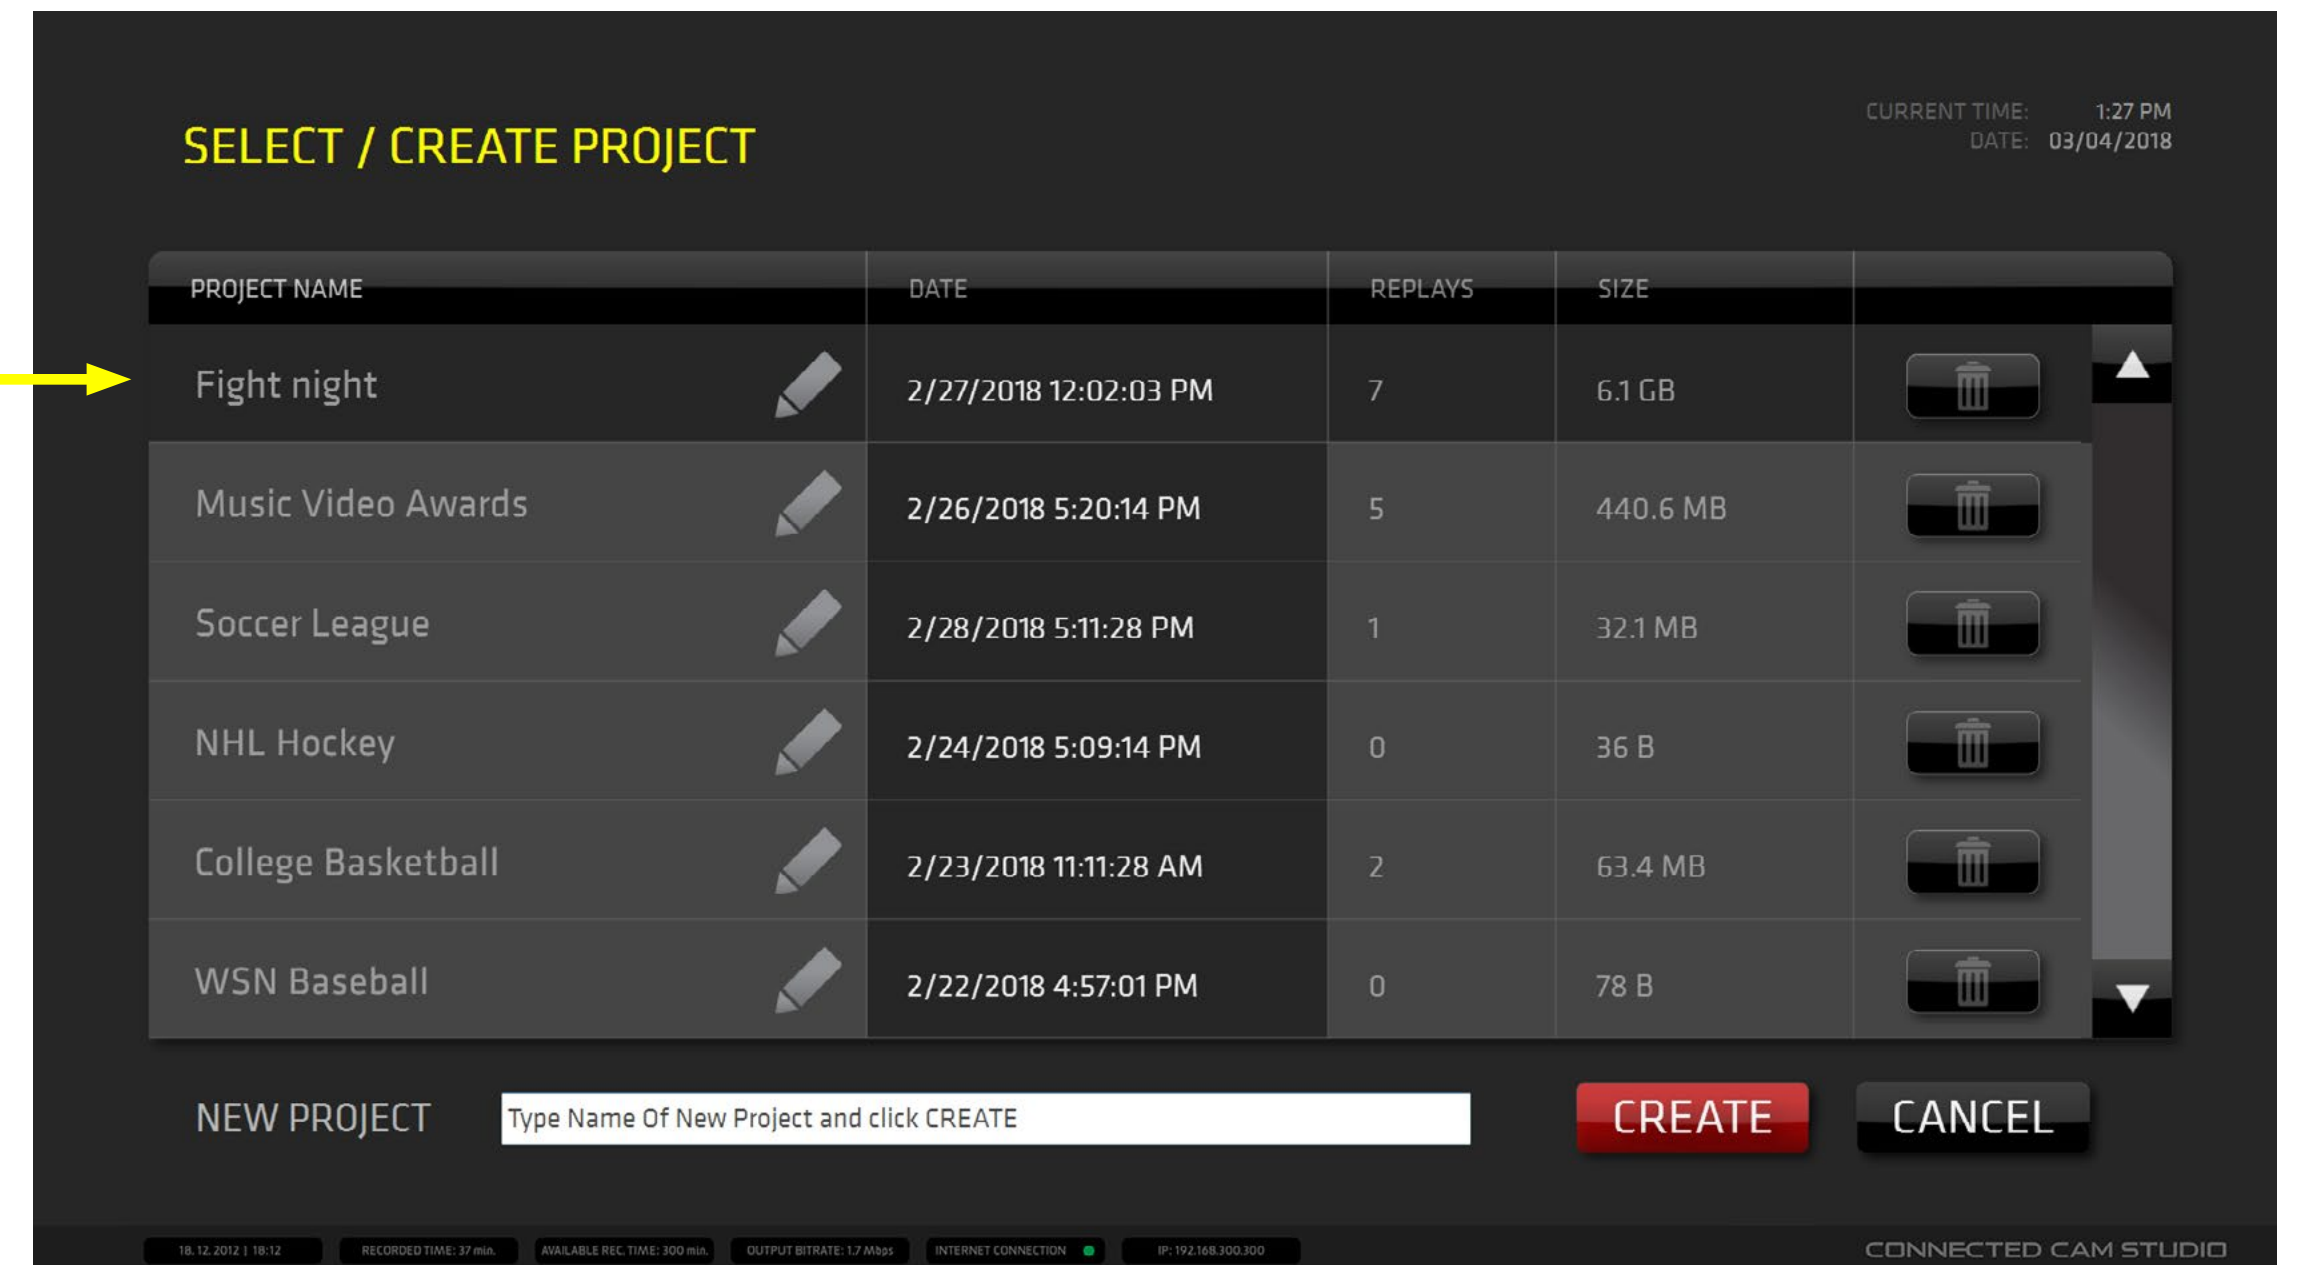 CURRENT TIME: 1:27 PM
SELECT / CREATE PROJECT
DATE: 03/04/2018
PROJECT NAME DATE REPLAYS SIZE
Fight night 2/27/2018 12:02:03 PM 7 6.1 GB
Music Video Awards 2/26/2018 5:20:14 PM 5 440.6 MB
Soccer League 2/28/2018 5:11:28 PM 1 32.1 MB
NHL Hockey 2/24/2018 5:09:14 PM 0 36 B
College Basketball 2/23/2018 11:11:28 AM 2 63.4 MB
WSN Baseball 2/22/2018 4:57:01 PM 0 78 B
NEW PROJECT Type Name Of New Project and click CREATE CREATE CANCEL
18. 12. 2012 | 18:12 RECORDED TIME: 37 min. AVAILABLE REC. TIME: 300 min. OUTPUT BITRATE: 1.7 Mbps INTERNET CONNECTION IP: 192.168.300.300 CONNECTED CAM STUDIO